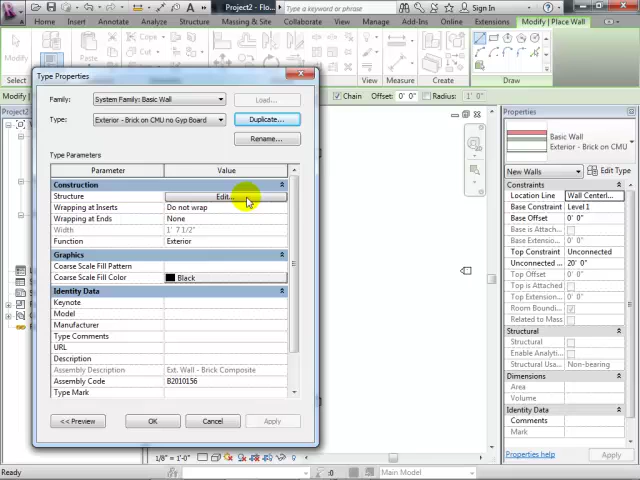 Project2 - Flo...
Type a keyword or phrase
Sign In
Home Insert Annotate Analyze Structure Massing & Site Collaborate View Manage Add-Ins Online Extensions Modify | Place Wall
Modify
Cope
Cut
Join
Select
View Measure Create
Draw
Type Properties
Modify |
Chain Offset: 0' 0" Radius: 1' 0"
Family: System Family: Basic Wall Load...
Type: Exterior - Brick on CMU no Gyp Board Duplicate...
Rename...
Type Parameters
Parameter Value
Construction
Structure Edit...
Wrapping at Inserts Do not wrap
Wrapping at Ends None
Width 1' 7 1/2"
Function Exterior
Graphics
Coarse Scale Fill Pattern
Coarse Scale Fill Color Black
Identity Data
Keynote
Model
Manufacturer
Type Comments
URL
Description
Assembly Description Ext. Wall - Brick Composite
Assembly Code B2010156
Type Mark
<< Preview OK Cancel Apply
Project2
Properties
Basic Wall
Exterior - Brick on CMU
New Walls Edit Type
Constraints
Location Line Wall Centerl...
Base Constraint Level 1
Base Offset 0' 0"
Base is Attach...
Base Extension...
Top Constraint Unconnected
Unconnected ... 20' 0"
Top Offset 0' 0"
Top is Attache...
Top Extension...
Room Boundi...
Related to Mass
Structural
Structural
Enable Analyti...
Structural Usa... Non-bearing
Dimensions
Area
Volume
Identity Data
Comments
Mark
Properties help Apply
1/8" = 1'-0"
Ready
:0 Main Model